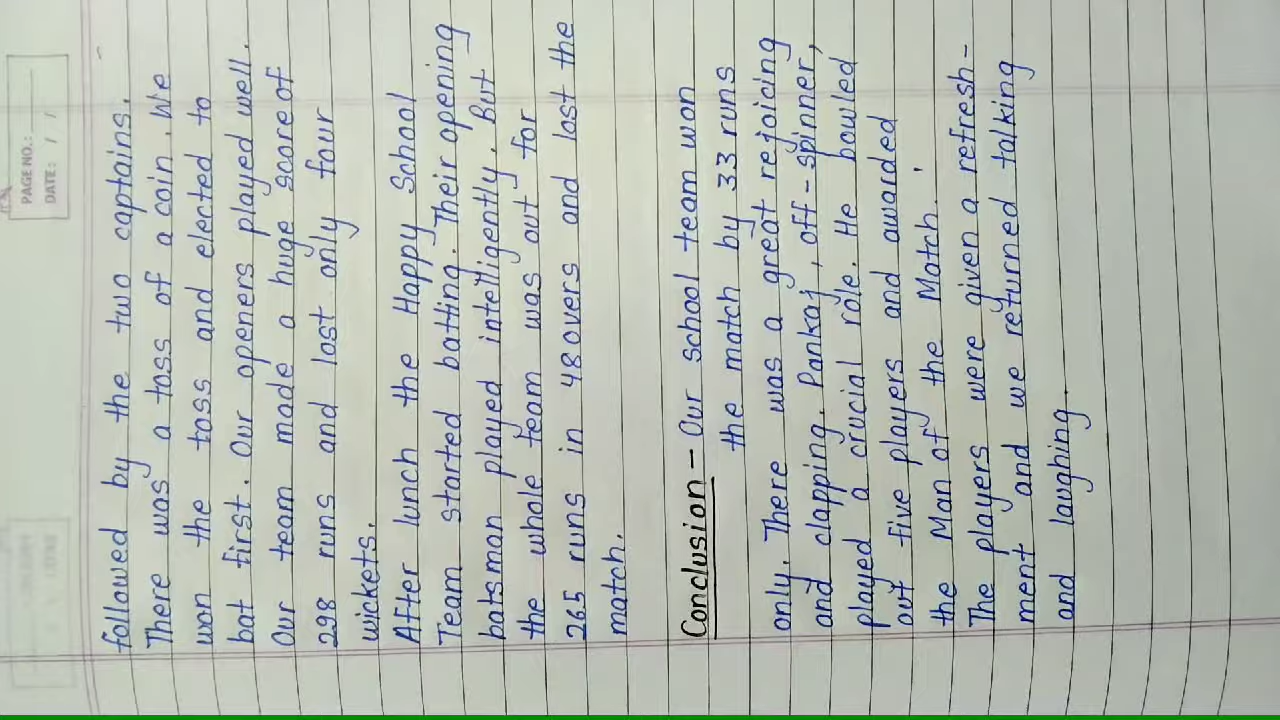 PAGE NO.:
DATE: / /
followed by the two captains.
There was a toss of a coin. We
won the toss and elected to
bat first. Our openers played well.
Our team made a huge score of
298 runs and lost only four
wickets.
After lunch the Happy School
Team started batting. Their opening
batsman played intelligently. But
the whole team was out for
265 runs in 48 overs and lost the
match.
Conclusion - Our school team won
the match by 33 runs
only. There was a great rejoicing
and clapping. Pankaj, off-spinner,
played a crucial role. He bowled
out five players and awarded
the Man of the Match.
The players were given a refresh-
ment and we returned talking
and laughing.